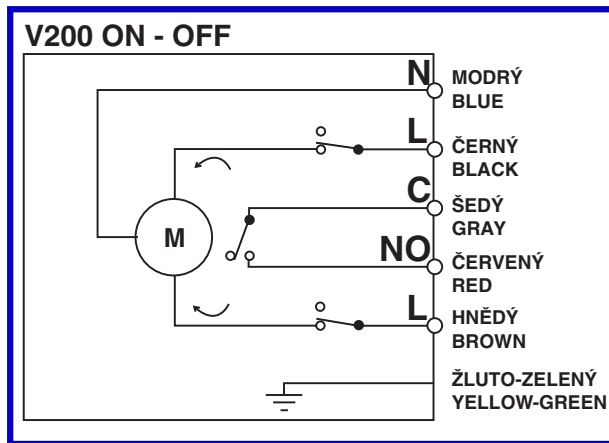 V200 ON - OFF
N MODRÝ
BLUE
L ČERNÝ
BLACK
C ŠEDÝ
GRAY
NO ČERVENÝ
RED
L HNĚDÝ
BROWN
ŽLUTO-ZELENÝ
YELLOW-GREEN
M